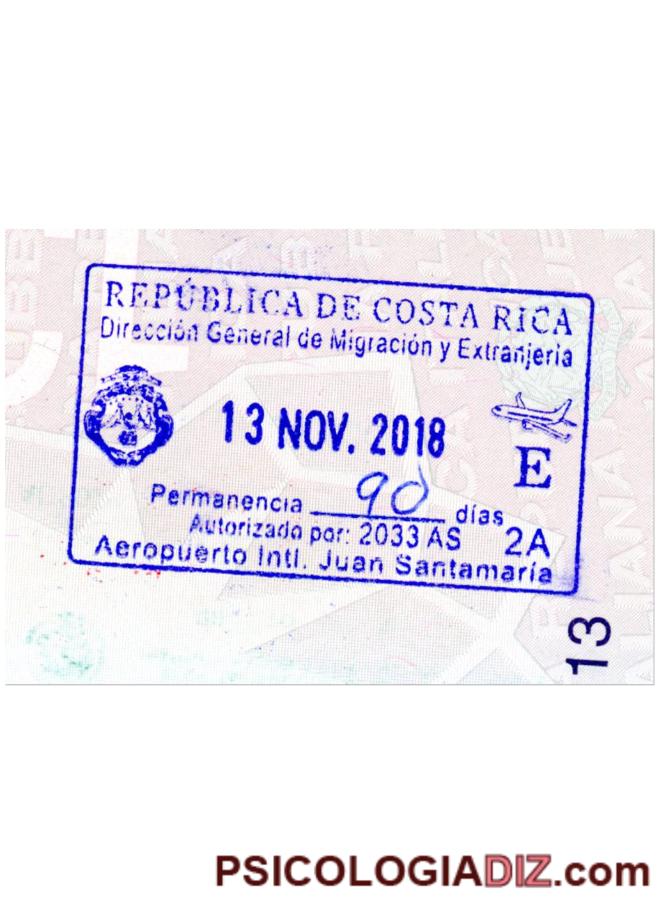 REPÚBLICA DE COSTA RICA
Dirección General de Migración y Extranjería
13 NOV. 2018
E
Permanencia 90 días
Autorizado por: 2033 AS 2A
Aeropuerto Intl. Juan Santamaría
13
PSICOLOGIADIZ.com